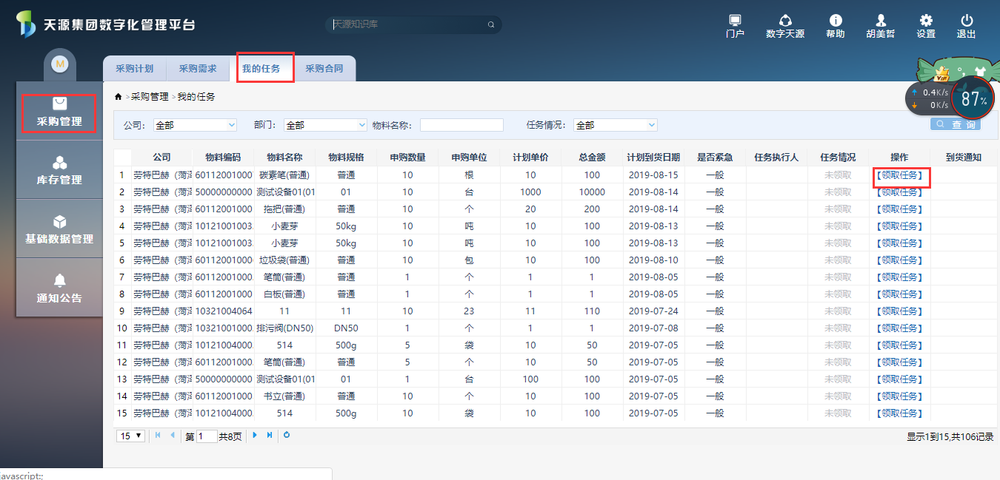 天源集团数字化管理平台
天源知识库
门户 数字天源 帮助 胡美哲 设置 退出
M
采购计划 采购需求 我的任务 采购合同
VIP
0.4K/s
0K/s
87%
采购管理
库存管理
基础数据管理
通知公告
>采购管理 >我的任务
公司: 全部 部门: 全部 物料名称: 任务情况: 全部 查 询
公司 物料编码 物料名称 物料规格 申购数量 申购单位 计划单价 总金额 计划到货日期 是否紧急 任务执行人 任务情况 操作 到货通知
1 劳特巴赫（菏泽 60112001000 碳素笔(普通) 普通 10 根 10 100 2019-08-15 一般 未领取 【领取任务】
2 劳特巴赫（菏泽 50000000000 测试设备01(01 01 10 台 1000 10000 2019-08-14 一般 未领取 【领取任务】
3 劳特巴赫（菏泽 60112001000 拖把(普通) 普通 10 个 20 200 2019-08-14 一般 未领取 【领取任务】
4 劳特巴赫（菏泽 10121001003 小麦芽 50kg 10 吨 10 100 2019-08-13 一般 未领取 【领取任务】
5 劳特巴赫（菏泽 10121001003 小麦芽 50kg 10 吨 10 100 2019-08-13 一般 未领取 【领取任务】
6 劳特巴赫（菏泽 60112001000 垃圾袋(普通) 普通 10 包 10 100 2019-08-10 一般 未领取 【领取任务】
7 劳特巴赫（菏泽 60112001000 笔筒(普通) 普通 1 个 1 1 2019-08-05 一般 未领取 【领取任务】
8 劳特巴赫（菏泽 60112001000 白板(普通) 普通 1 个 1 1 2019-08-05 一般 未领取 【领取任务】
9 劳特巴赫（菏泽 10321004064 11 11 10 23 11 110 2019-07-24 一般 未领取 【领取任务】
10 劳特巴赫（菏泽 10321001000 排污阀(DN50) DN50 1 个 1 1 2019-07-08 一般 未领取 【领取任务】
11 劳特巴赫（菏泽 10121004000 514 500g 5 袋 10 50 2019-07-05 一般 未领取 【领取任务】
12 劳特巴赫（菏泽 60112001000 笔筒(普通) 普通 5 个 10 50 2019-07-05 一般 未领取 【领取任务】
13 劳特巴赫（菏泽 50000000000 测试设备01(01 01 1 台 100 100 2019-07-05 一般 未领取 【领取任务】
14 劳特巴赫（菏泽 60112001000 书立(普通) 普通 10 个 10 100 2019-07-05 一般 未领取 【领取任务】
15 劳特巴赫（菏泽 10121004000 514 500g 10 袋 10 100 2019-07-05 一般 未领取 【领取任务】
15 第 1 共8页 显示1到15,共106记录
javascript:;